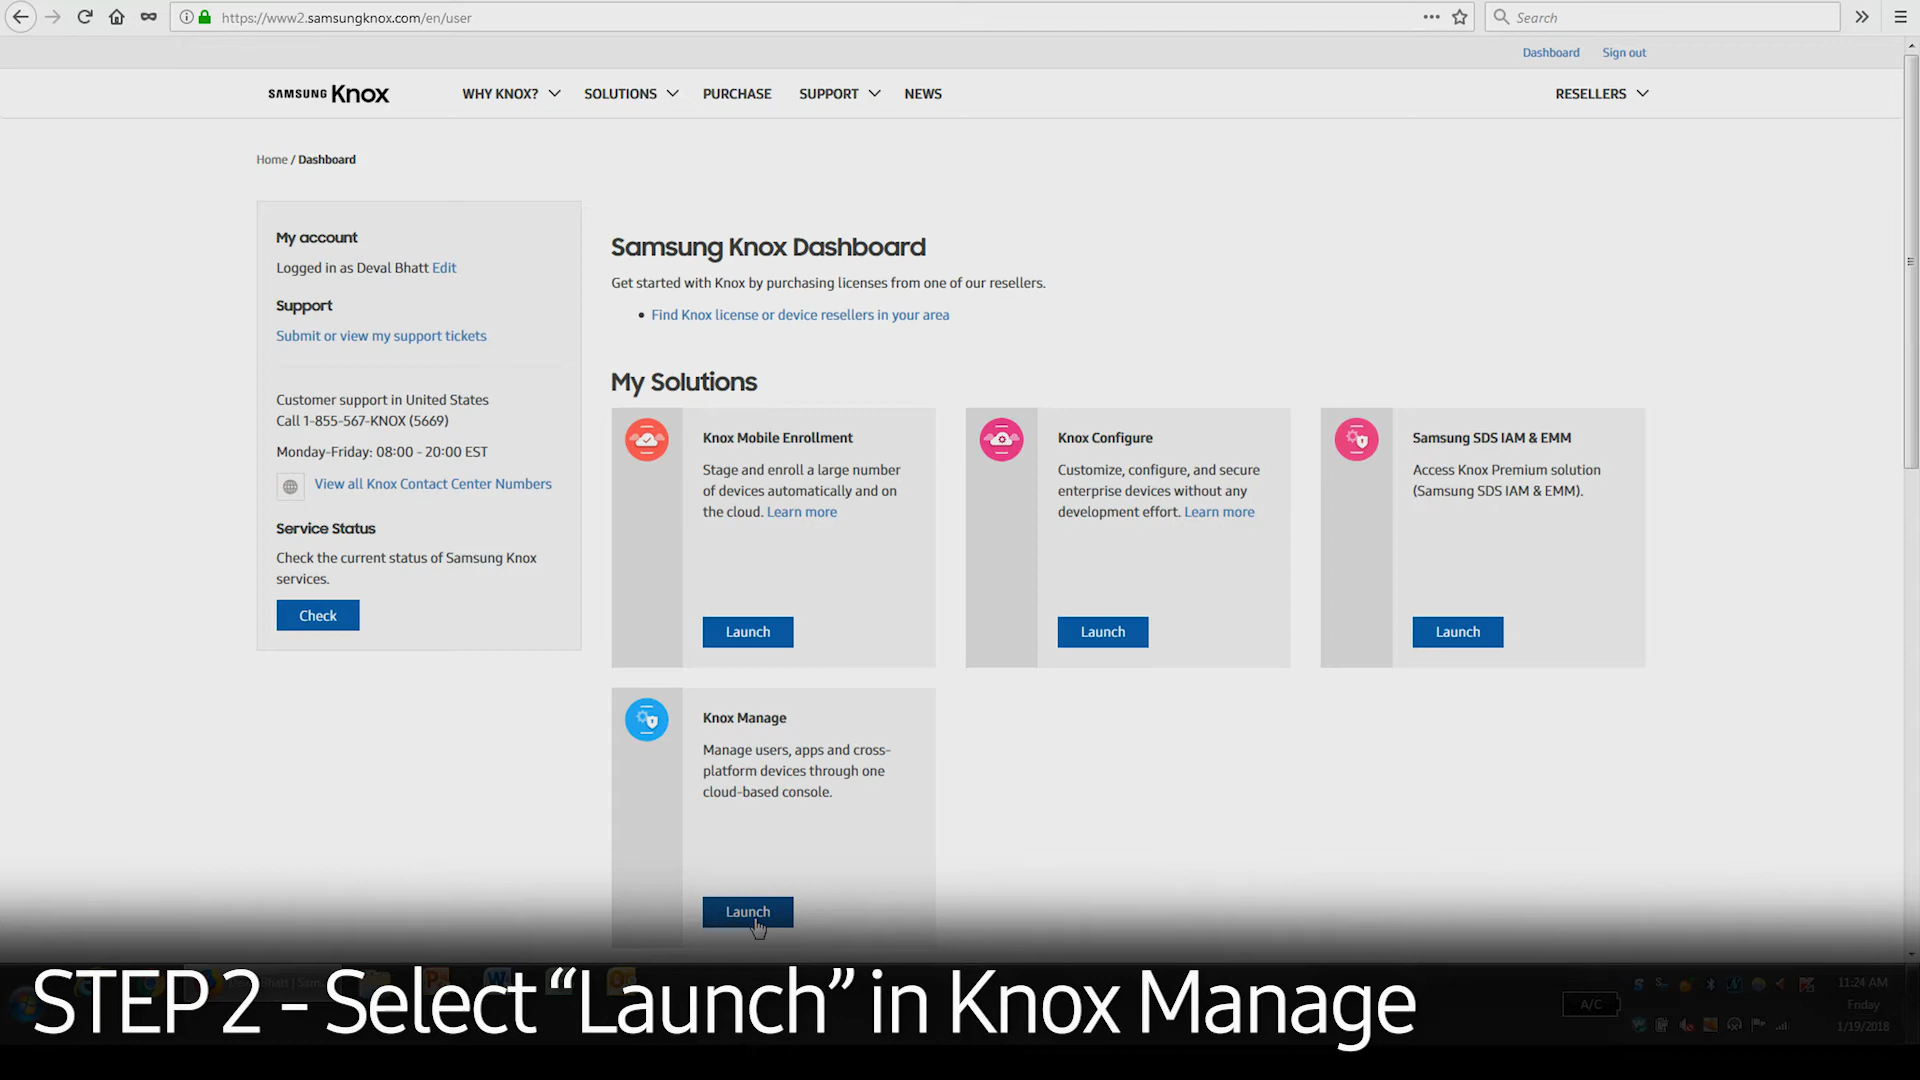 https://www2.samsungknox.com/en/user
Search
Dashboard Sign out
SAMSUNG Knox WHY KNOX? SOLUTIONS PURCHASE SUPPORT NEWS RESELLERS
Home / Dashboard
My account
Logged in as Deval Bhatt Edit
Support
Submit or view my support tickets
Customer support in United States
Call 1-855-567-KNOX (5669)
Monday-Friday: 08:00 - 20:00 EST
View all Knox Contact Center Numbers
Service Status
Check the current status of Samsung Knox
services.
Check
Samsung Knox Dashboard
Get started with Knox by purchasing licenses from one of our resellers.
• Find Knox license or device resellers in your area
My Solutions
Knox Mobile Enrollment
Stage and enroll a large number
of devices automatically and on
the cloud. Learn more
Launch
Knox Configure
Customize, configure, and secure
enterprise devices without any
development effort. Learn more
Launch
Samsung SDS IAM & EMM
Access Knox Premium solution
(Samsung SDS IAM & EMM).
Launch
Knox Manage
Manage users, apps and cross-
platform devices through one
cloud-based console.
Launch
STEP 2 - Select “Launch” in Knox Manage
A/C
11:24 AM
Friday
1/19/2018